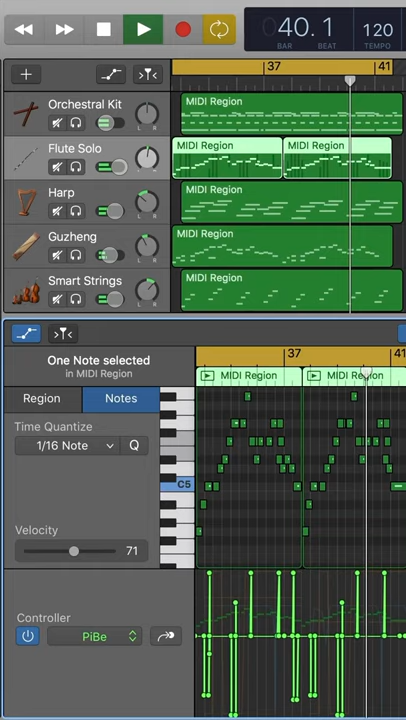 40.1
120
BAR
BEAT
TEMPO
37
41
Orchestral Kit
L R
MIDI Region
Flute Solo
L R
MIDI Region
MIDI Region
Harp
L R
MIDI Region
Guzheng
L R
MIDI Region
Smart Strings
L R
MIDI Region
One Note selected
in MIDI Region
37
41
MIDI Region
MIDI Region
Region
Notes
Time Quantize
1/16 Note
Q
C5
Velocity
71
Controller
PiBe